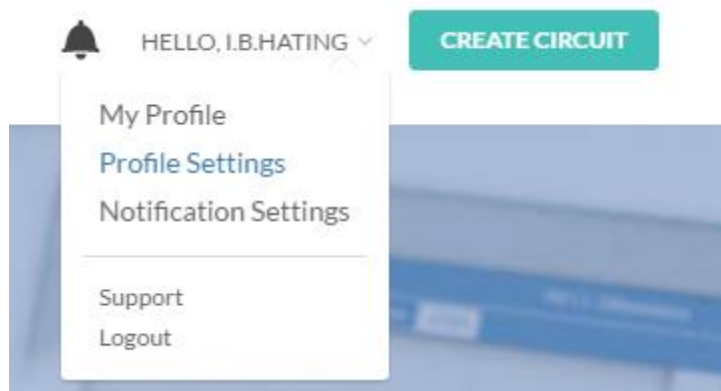 HELLO, I.B.HATING
CREATE CIRCUIT
My Profile
Profile Settings
Notification Settings
Support
Logout